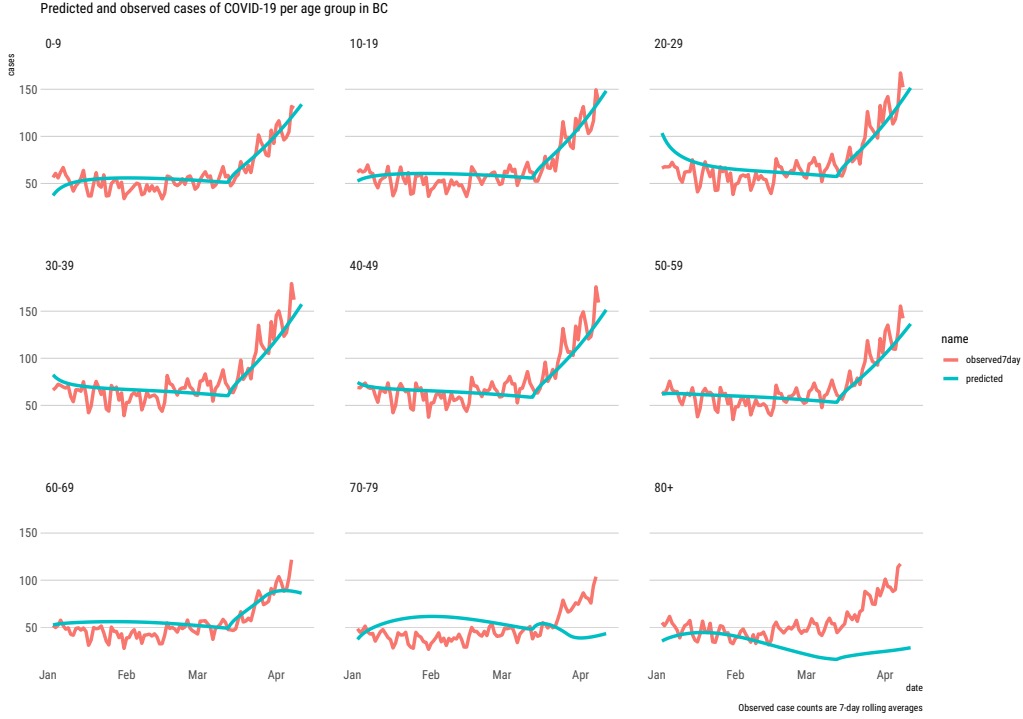 Predicted and observed cases of COVID-19 per age group in BC
cases
0-9
10-19
20-29
150
100
50
30-39
40-49
50-59
150
100
50
name
observed7day
predicted
60-69
70-79
80+
150
100
50
Jan Feb Mar Apr
Jan Feb Mar Apr
Jan Feb Mar Apr
date
Observed case counts are 7-day rolling averages